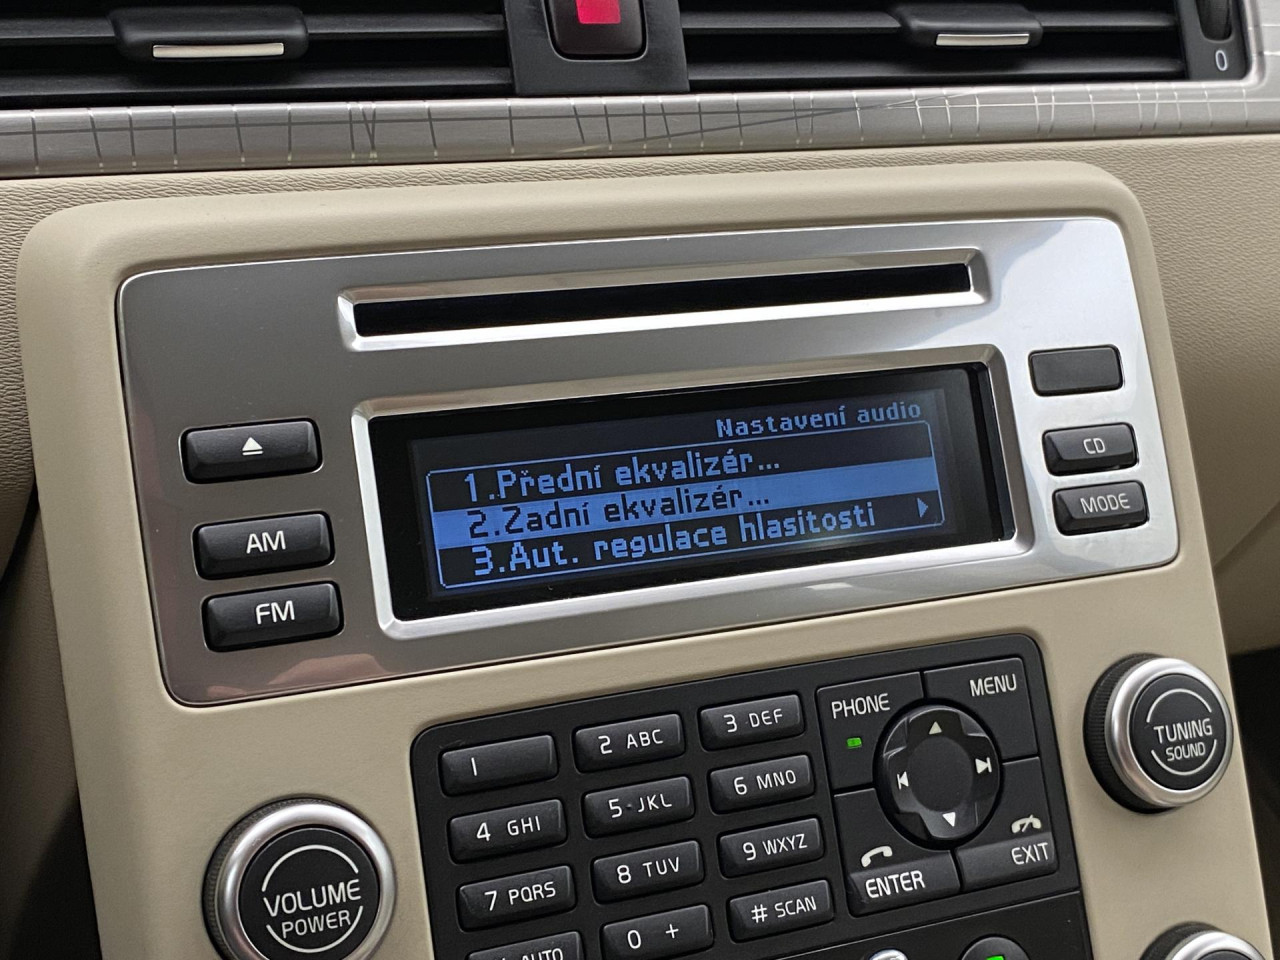 0
Nastavení audio
1.Přední ekvalizér...
2.Zadní ekvalizér...
3.Aut. regulace hlasitosti
AM
FM
CD
MODE
1
2 ABC
3 DEF
4 GHI
5 JKL
6 MNO
7 PQRS
8 TUV
9 WXYZ
AUTO
0 +
# SCAN
PHONE
MENU
ENTER
EXIT
VOLUME
POWER
TUNING
SOUND